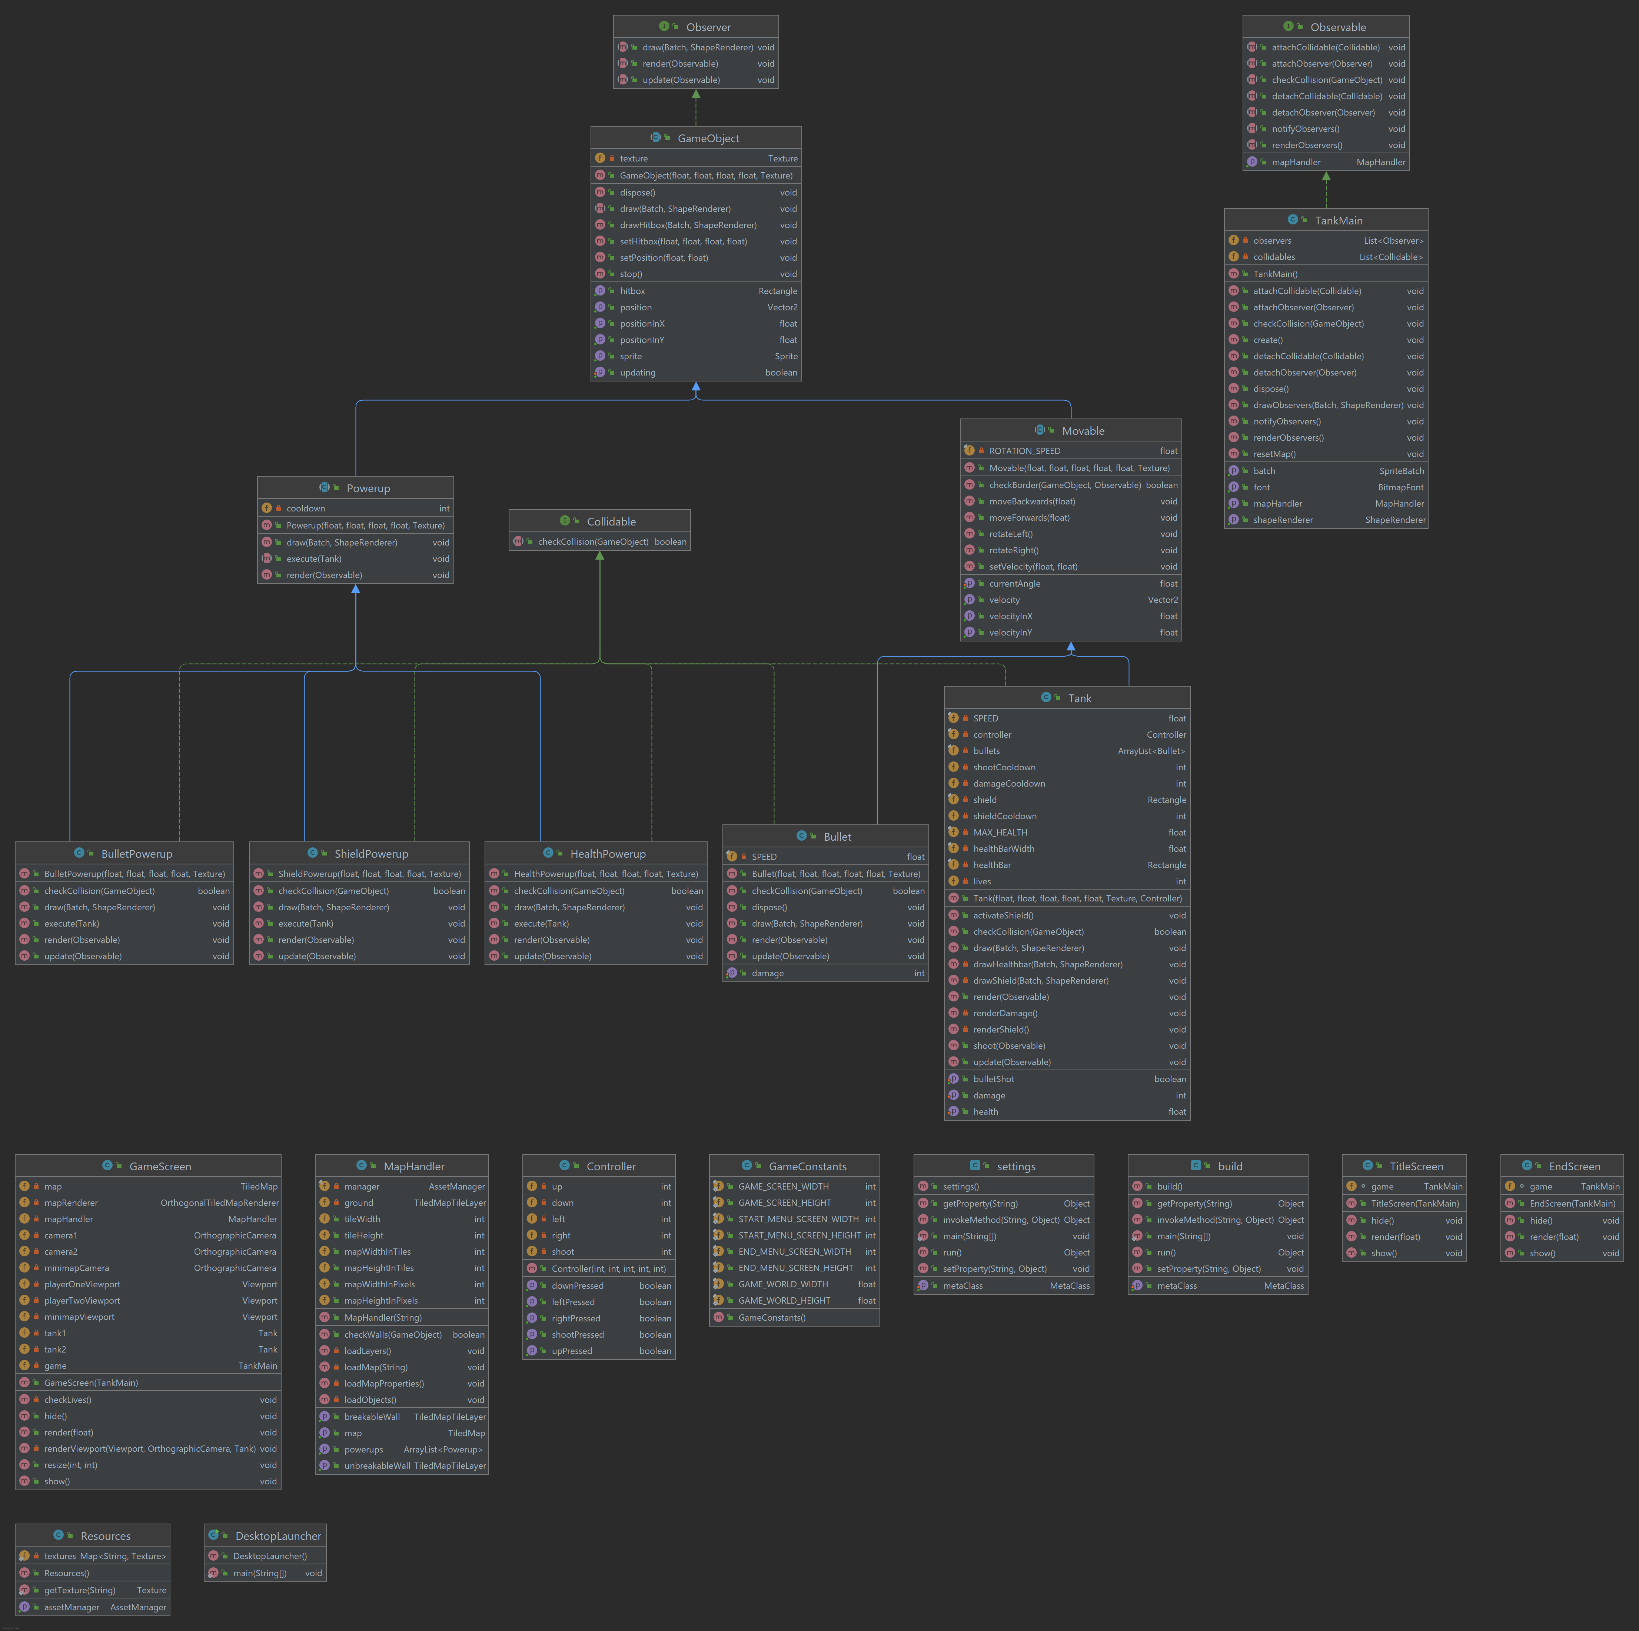 Observer
draw(Batch, ShapeRenderer) void
render(Observable) void
update(Observable) void
Observable
attachCollidable(Collidable) void
attachObserver(Observer) void
checkCollision(GameObject) void
detachCollidable(Collidable) void
detachObserver(Observer) void
notifyObservers() void
renderObservers() void
mapHandler MapHandler
GameObject
texture Texture
GameObject(float, float, float, float, Texture)
dispose() void
draw(Batch, ShapeRenderer) void
drawHitbox(Batch, ShapeRenderer) void
setHitbox(float, float, float, float) void
setPosition(float, float) void
stop() void
hitbox Rectangle
position Vector2
positionInX float
positionInY float
sprite Sprite
updating boolean
TankMain
observers List<Observer>
collidables List<Collidable>
TankMain()
attachCollidable(Collidable) void
attachObserver(Observer) void
checkCollision(GameObject) void
create() void
detachCollidable(Collidable) void
detachObserver(Observer) void
dispose() void
drawObservers(Batch, ShapeRenderer) void
notifyObservers() void
renderObservers() void
resetMap() void
batch SpriteBatch
font BitmapFont
mapHandler MapHandler
shapeRenderer ShapeRenderer
Powerup
cooldown int
Powerup(float, float, float, float, Texture)
draw(Batch, ShapeRenderer) void
execute(Tank) void
render(Observable) void
Collidable
checkCollision(GameObject) boolean
Movable
ROTATION_SPEED float
Movable(float, float, float, float, float, Texture)
checkBorder(GameObject, Observable) boolean
moveBackwards(float) void
moveForwards(float) void
rotateLeft() void
rotateRight() void
setVelocity(float, float) void
currentAngle float
velocity Vector2
velocityInX float
velocityInY float
BulletPowerup
BulletPowerup(float, float, float, float, Texture)
checkCollision(GameObject) boolean
draw(Batch, ShapeRenderer) void
execute(Tank) void
render(Observable) void
update(Observable) void
ShieldPowerup
ShieldPowerup(float, float, float, float, Texture)
checkCollision(GameObject) boolean
draw(Batch, ShapeRenderer) void
execute(Tank) void
render(Observable) void
update(Observable) void
HealthPowerup
HealthPowerup(float, float, float, float, Texture)
checkCollision(GameObject) boolean
draw(Batch, ShapeRenderer) void
execute(Tank) void
render(Observable) void
update(Observable) void
Bullet
SPEED float
Bullet(float, float, float, float, float, Texture)
checkCollision(GameObject) boolean
dispose() void
draw(Batch, ShapeRenderer) void
render(Observable) void
update(Observable) void
damage int
Tank
SPEED float
controller Controller
bullets ArrayList<Bullet>
shootCooldown int
damageCooldown int
shield Rectangle
shieldCooldown int
MAX_HEALTH float
healthBarWidth float
healthBar Rectangle
lives int
Tank(float, float, float, float, float, Texture, Controller)
activateShield() void
checkCollision(GameObject) boolean
draw(Batch, ShapeRenderer) void
drawHealthbar(Batch, ShapeRenderer) void
drawShield(Batch, ShapeRenderer) void
render(Observable) void
renderDamage() void
renderShield() void
shoot(Observable) void
update(Observable) void
bulletShot boolean
damage int
health float
GameScreen
map TiledMap
mapRenderer OrthogonalTiledMapRenderer
mapHandler MapHandler
camera1 OrthographicCamera
camera2 OrthographicCamera
minimapCamera OrthographicCamera
playerOneViewport Viewport
playerTwoViewport Viewport
minimapViewport Viewport
tank1 Tank
tank2 Tank
game TankMain
GameScreen(TankMain)
checkLives() void
hide() void
render(float) void
renderViewport(Viewport, OrthographicCamera, Tank) void
resize(int, int) void
show() void
MapHandler
manager AssetManager
ground TiledMapTileLayer
tileWidth int
tileHeight int
mapWidthInTiles int
mapHeightInTiles int
mapWidthInPixels int
mapHeightInPixels int
MapHandler(String)
checkWalls(GameObject) boolean
loadLayers() void
loadMap(String) void
loadMapProperties() void
loadObjects() void
breakableWall TiledMapTileLayer
map TiledMap
powerups ArrayList<Powerup>
unbreakableWall TiledMapTileLayer
Controller
up int
down int
left int
right int
shoot int
Controller(int, int, int, int, int)
downPressed boolean
leftPressed boolean
rightPressed boolean
shootPressed boolean
upPressed boolean
GameConstants
GAME_SCREEN_WIDTH int
GAME_SCREEN_HEIGHT int
START_MENU_SCREEN_WIDTH int
START_MENU_SCREEN_HEIGHT int
END_MENU_SCREEN_WIDTH int
END_MENU_SCREEN_HEIGHT int
GAME_WORLD_WIDTH float
GAME_WORLD_HEIGHT float
GameConstants()
settings
settings()
getProperty(String) Object
invokeMethod(String, Object) Object
main(String[]) void
run() Object
setProperty(String, Object) void
metaClass MetaClass
build
build()
getProperty(String) Object
invokeMethod(String, Object) Object
main(String[]) void
run() Object
setProperty(String, Object) void
metaClass MetaClass
TitleScreen
game TankMain
TitleScreen(TankMain)
hide() void
render(float) void
show() void
EndScreen
game TankMain
EndScreen(TankMain)
hide() void
render(float) void
show() void
Resources
textures Map<String, Texture>
Resources()
getTexture(String) Texture
assetManager AssetManager
DesktopLauncher
DesktopLauncher()
main(String[]) void